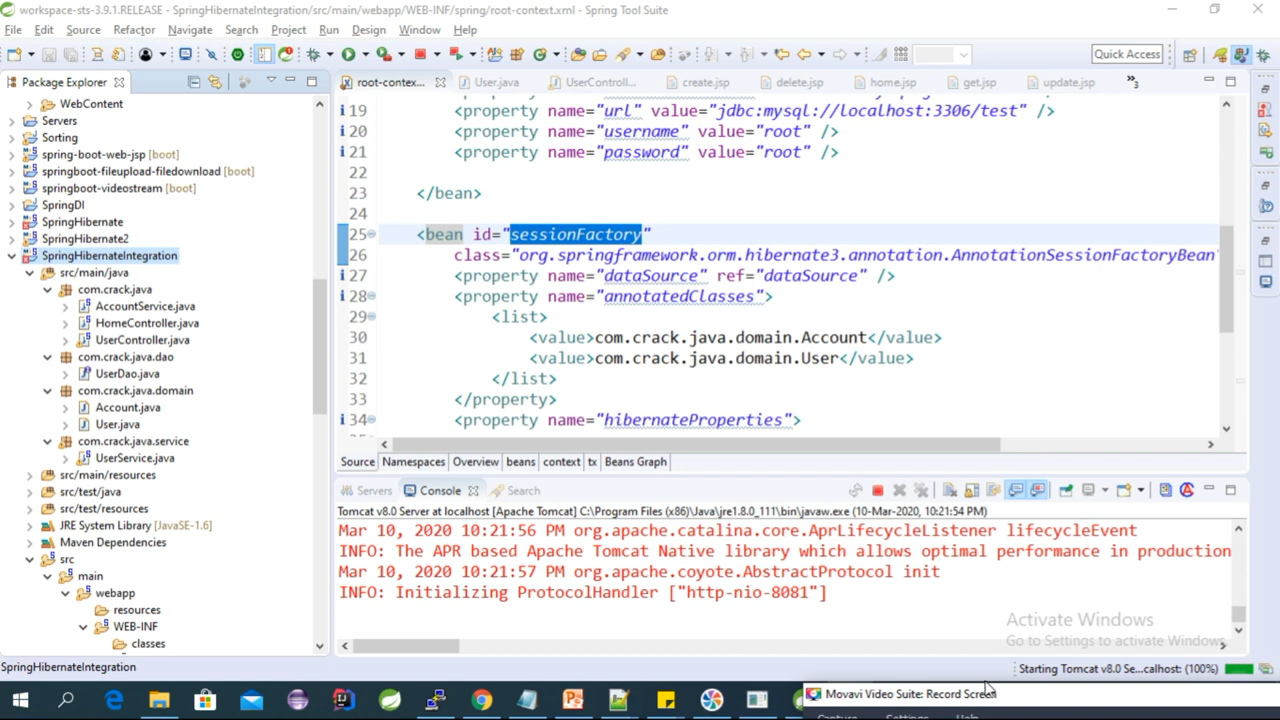 workspace-sts-3.9.1.RELEASE - SpringHibernateIntegration/src/main/webapp/WEB-INF/spring/root-context.xml - Spring Tool Suite
File Edit Source Refactor Navigate Search Project Run Design Window Help
Quick Access
Package Explorer
WebContent
Servers
Sorting
spring-boot-web-jsp [boot]
springboot-fileupload-filedownload [boot]
springboot-videostream [boot]
SpringDI
SpringHibernate
SpringHibernate2
SpringHibernateIntegration
src/main/java
com.crack.java
AccountService.java
HomeController.java
UserController.java
com.crack.java.dao
UserDao.java
com.crack.java.domain
Account.java
User.java
com.crack.java.service
UserService.java
src/main/resources
src/test/java
src/test/resources
JRE System Library [JavaSE-1.6]
Maven Dependencies
src
main
webapp
resources
WEB-INF
classes
root-contex... User.java UserControll... create.jsp delete.jsp home.jsp get.jsp update.jsp »3
19 <property name="url" value="jdbc:mysql://localhost:3306/test" />
20 <property name="username" value="root" />
21 <property name="password" value="root" />
22
23 </bean>
24
25 <bean id="sessionFactory"
26 class="org.springframework.orm.hibernate3.annotation.AnnotationSessionFactoryBean"
27 <property name="dataSource" ref="dataSource" />
28 <property name="annotatedClasses">
29 <list>
30 <value>com.crack.java.domain.Account</value>
31 <value>com.crack.java.domain.User</value>
32 </list>
33 </property>
34 <property name="hibernateProperties">
Source Namespaces Overview beans context tx Beans Graph
Servers Console Search
Tomcat v8.0 Server at localhost [Apache Tomcat] C:\Program Files (x86)\Java\jre1.8.0_111\bin\javaw.exe (10-Mar-2020, 10:21:54 PM)
Mar 10, 2020 10:21:56 PM org.apache.catalina.core.AprLifecycleListener lifecycleEvent
INFO: The APR based Apache Tomcat Native library which allows optimal performance in production
Mar 10, 2020 10:21:57 PM org.apache.coyote.AbstractProtocol init
INFO: Initializing ProtocolHandler ["http-nio-8081"]
Activate Windows
Go to Settings to activate Windows.
SpringHibernateIntegration
Starting Tomcat v8.0 Se...calhost: (100%)
Movavi Video Suite: Record Screen
Capture Settings Help